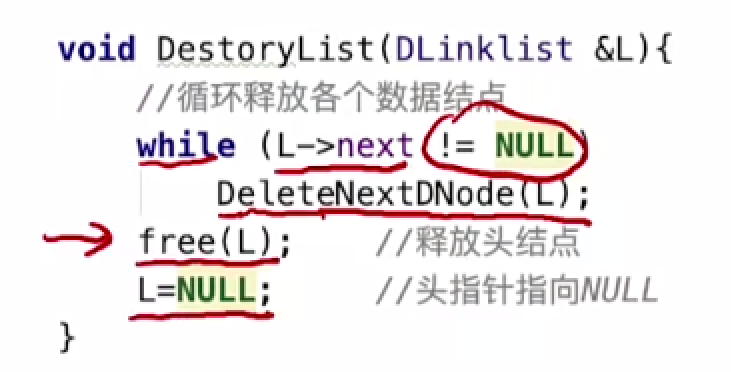 void DestoryList(DLinklist &L){
//循环释放各个数据结点
while (L->next != NULL)
DeleteNextDNode(L);
free(L); //释放头结点
L=NULL; //头指针指向NULL
}